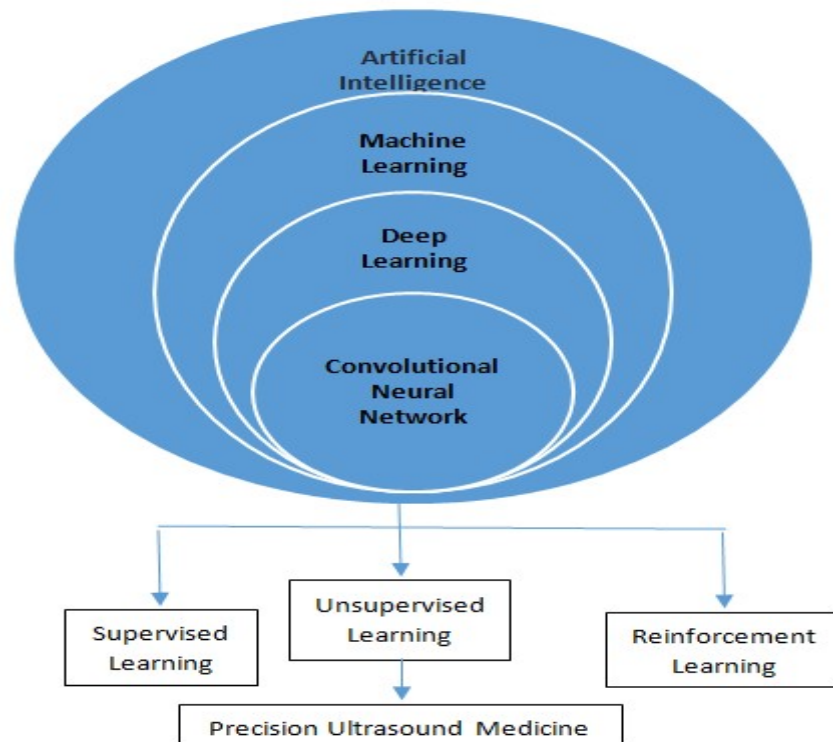 Artificial
Intelligence
Machine
Learning
Deep
Learning
Convolutional
Neural
Network
Supervised
Learning
Unsupervised
Learning
Reinforcement
Learning
Precision Ultrasound Medicine